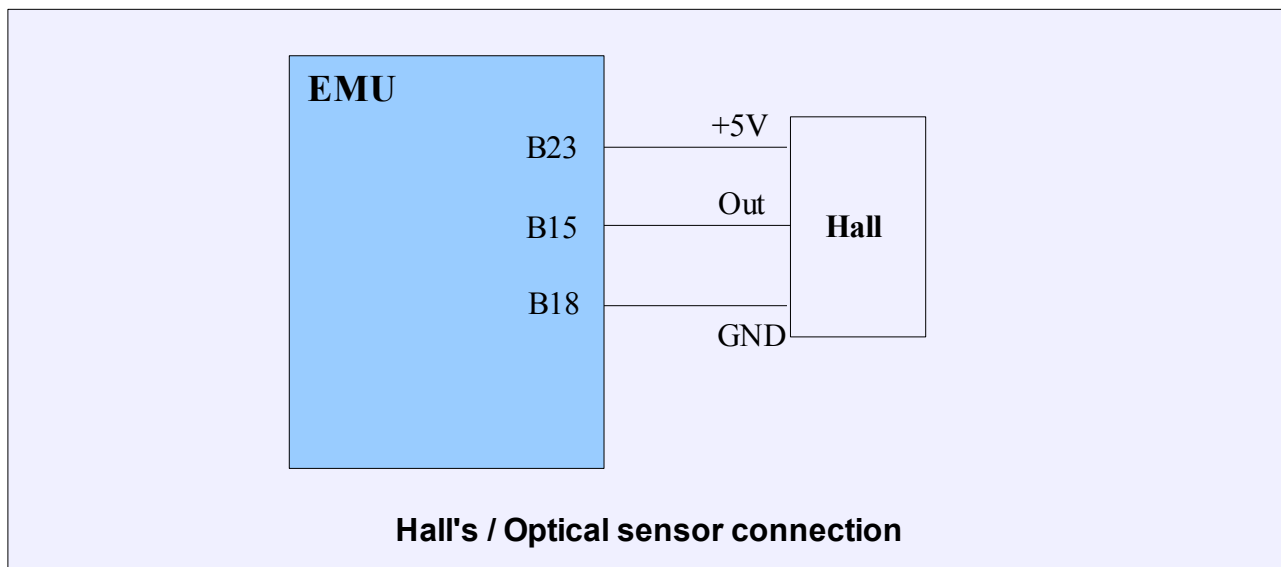 EMU
B23
+5V
B15
Out
Hall
B18
GND
Hall's / Optical sensor connection